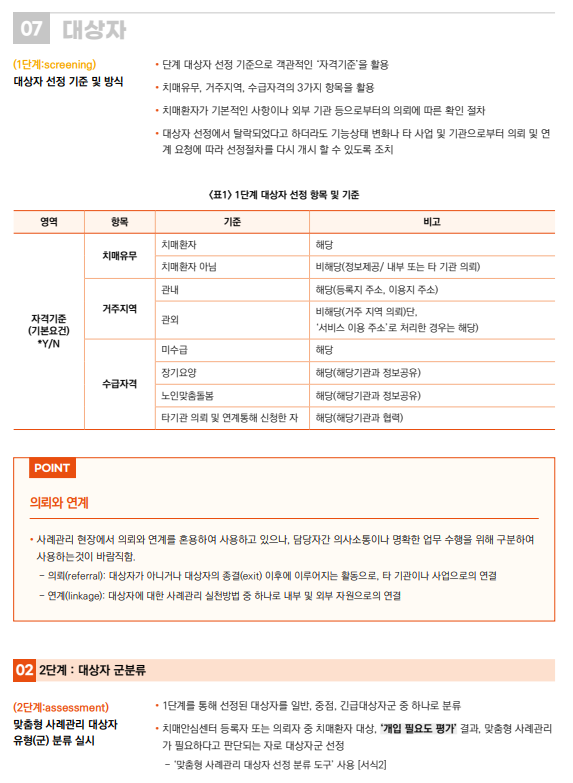 07 대상자
(1단계:screening)
대상자 선정 기준 및 방식
• 단계 대상자 선정 기준으로 객관적인 ‘자격기준’을 활용
• 치매유무, 거주지역, 수급자격의 3가지 항목을 활용
• 치매환자가 기본적인 사항이나 외부 기관 등으로부터의 의뢰에 따른 확인 절차
• 대상자 선정에서 탈락되었다고 하더라도 기능상태 변화나 타 사업 및 기관으로부터 의뢰 및 연
계 요청에 따라 선정절차를 다시 개시 할 수 있도록 조치
〈표1〉 1단계 대상자 선정 항목 및 기준
영역 항목 기준 비고
자격기준
(기본요건)
*Y/N
치매유무
치매환자 해당
치매환자 아님 비해당(정보제공/ 내부 또는 타 기관 의뢰)
거주지역
관내 해당(등록지 주소, 이용지 주소)
관외 비해당(거주 지역 의뢰)단,
‘서비스 이용 주소’로 처리한 경우는 해당)
수급자격
미수급 해당
장기요양 해당(해당기관과 정보공유)
노인맞춤돌봄 해당(해당기관과 정보공유)
타기관 의뢰 및 연계통해 신청한 자 해당(해당기관과 협력)
POINT
의뢰와 연계
• 사례관리 현장에서 의뢰와 연계를 혼용하여 사용하고 있으나, 담당자간 의사소통이나 명확한 업무 수행을 위해 구분하여
사용하는것이 바람직함.
– 의뢰(referral): 대상자가 아니거나 대상자의 종결(exit) 이후에 이루어지는 활동으로, 타 기관이나 사업으로의 연결
– 연계(linkage): 대상자에 대한 사례관리 실천방법 중 하나로 내부 및 외부 자원으로의 연결
02 2단계 : 대상자 군분류
(2단계:assessment)
맞춤형 사례관리 대상자
유형(군) 분류 실시
• 1단계를 통해 선정된 대상자를 일반, 중점, 긴급대상자군 중 하나로 분류
• 치매안심센터 등록자 또는 의뢰자 중 치매환자 대상, ‘개입 필요도 평가’ 결과, 맞춤형 사례관리
가 필요하다고 판단되는 자로 대상자군 선정
– ‘맞춤형 사례관리 대상자 선정 분류 도구’ 사용 [서식2]